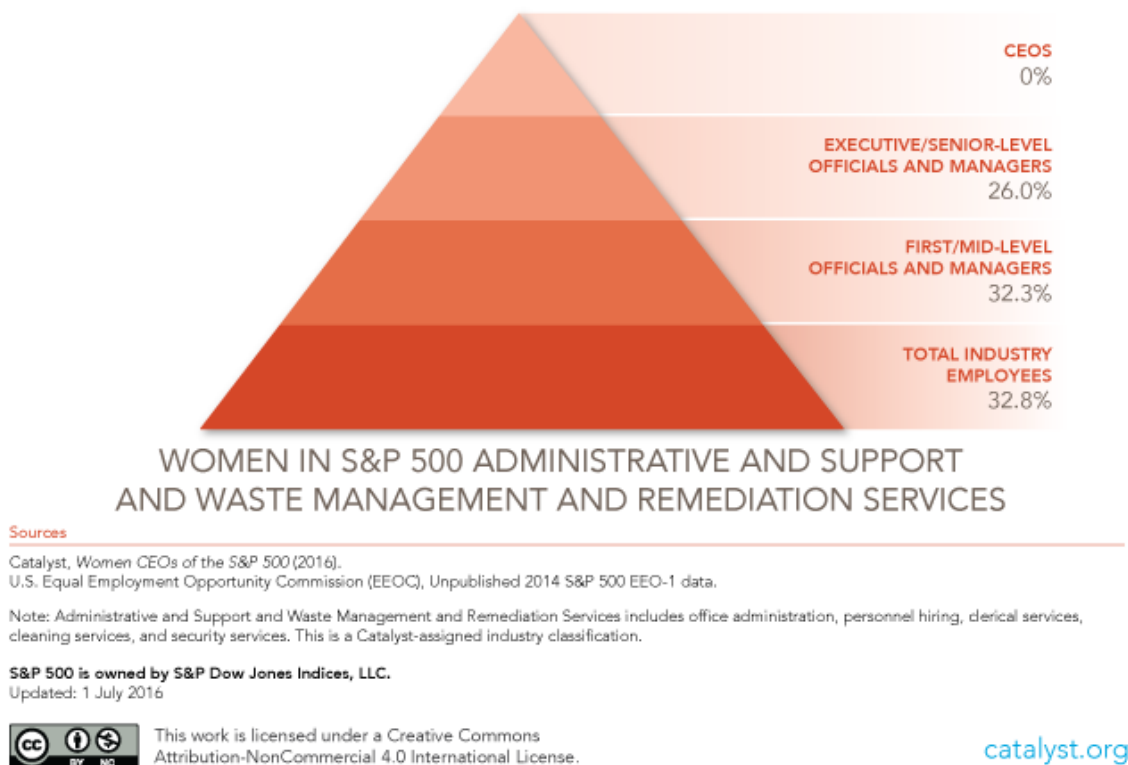 CEOS
0%
EXECUTIVE/SENIOR-LEVEL
OFFICIALS AND MANAGERS
26.0%
FIRST/MID-LEVEL
OFFICIALS AND MANAGERS
32.3%
TOTAL INDUSTRY
EMPLOYEES
32.8%
WOMEN IN S&P 500 ADMINISTRATIVE AND SUPPORT
AND WASTE MANAGEMENT AND REMEDIATION SERVICES
Sources
Catalyst, Women CEOs of the S&P 500 (2016).
U.S. Equal Employment Opportunity Commission (EEOC), Unpublished 2014 S&P 500 EEO-1 data.
Note: Administrative and Support and Waste Management and Remediation Services includes office administration, personnel hiring, clerical services,
cleaning services, and security services. This is a Catalyst-assigned industry classification.
S&P 500 is owned by S&P Dow Jones Indices, LLC.
Updated: 1 July 2016
cc
BY NC
This work is licensed under a Creative Commons
Attribution-NonCommercial 4.0 International License.
catalyst.org